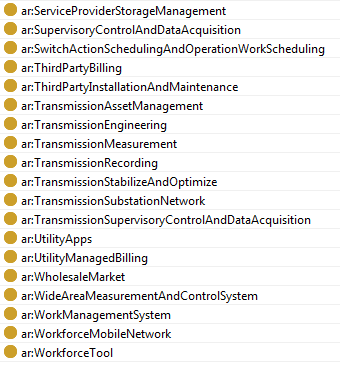 ar:ServiceProviderStorageManagement
ar:SupervisoryControlAndDataAcquisition
ar:SwitchActionSchedulingAndOperationWorkScheduling
ar:ThirdPartyBilling
ar:ThirdPartyInstallationAndMaintenance
ar:TransmissionAssetManagement
ar:TransmissionEngineering
ar:TransmissionMeasurement
ar:TransmissionRecording
ar:TransmissionStabilizeAndOptimize
ar:TransmissionSubstationNetwork
ar:TransmissionSupervisoryControlAndDataAcquisition
ar:UtilityApps
ar:UtilityManagedBilling
ar:WholesaleMarket
ar:WideAreaMeasurementAndControlSystem
ar:WorkManagementSystem
ar:WorkforceMobileNetwork
ar:WorkforceTool